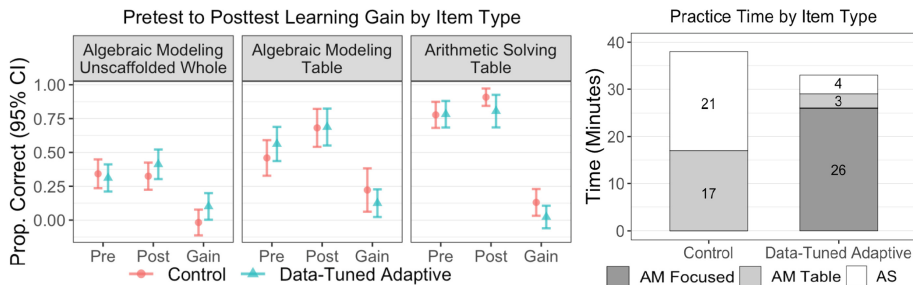 Pretest to Posttest Learning Gain by Item Type
Algebraic Modeling
Unscaffolded Whole
Algebraic Modeling
Table
Arithmetic Solving
Table
Prop. Correct (95% CI)
1.00
0.75
0.50
0.25
0.00
Pre Post Gain
Pre Post Gain
Pre Post Gain
Control Data-Tuned Adaptive
Practice Time by Item Type
Time (Minutes)
40
30
20
10
0
21
17
4
3
26
Control Data-Tuned Adaptive
AM Focused AM Table AS